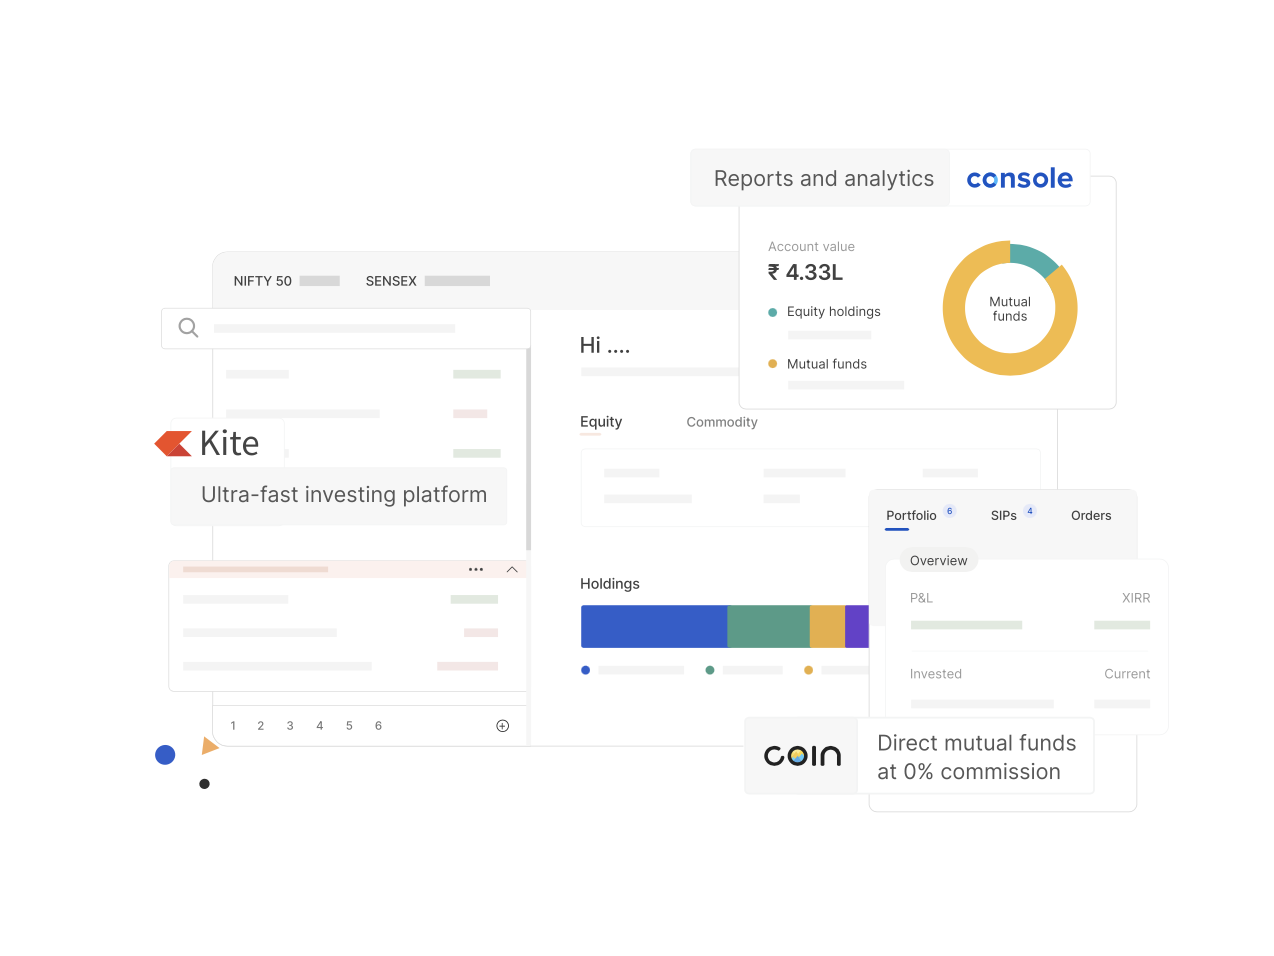 Reports and analytics
console
Account value
₹ 4.33L
Equity holdings
Mutual funds
Mutual
funds
NIFTY 50
SENSEX
Hi ....
Equity
Commodity
Kite
Ultra-fast investing platform
Holdings
1 2 3 4 5 6
Portfolio 6
SIPs 4
Orders
Overview
P&L
XIRR
Invested
Current
coin
Direct mutual funds
at 0% commission